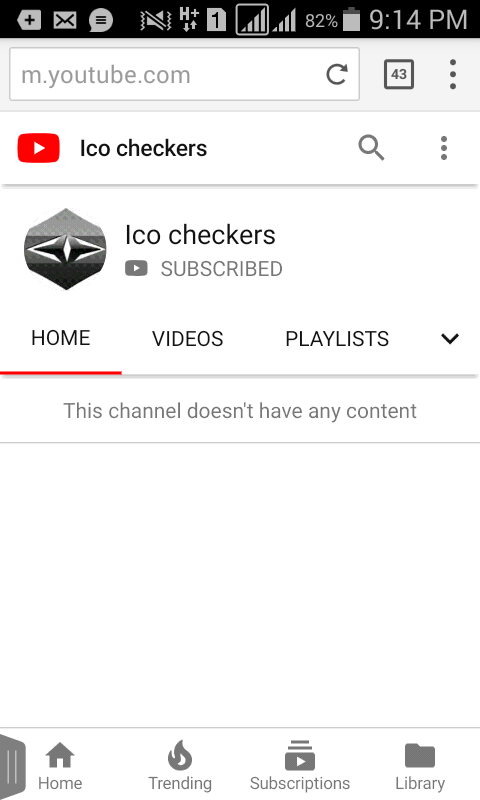 H+ 1 82% 9:14 PM
m.youtube.com 43
Ico checkers
Ico checkers
SUBSCRIBED
HOME VIDEOS PLAYLISTS
This channel doesn't have any content
Home Trending Subscriptions Library